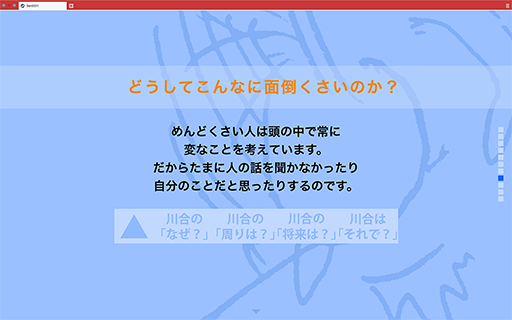 どうしてこんなに面倒くさいのか？
めんどくさい人は頭の中で常に
変なことを考えています。
だからたまに人の話を聞かなかったり
自分のことだと思ったりするのです。
川合の 川合の 川合の 川合は
「なぜ？」「周りは？」「将来は？」「それで？」